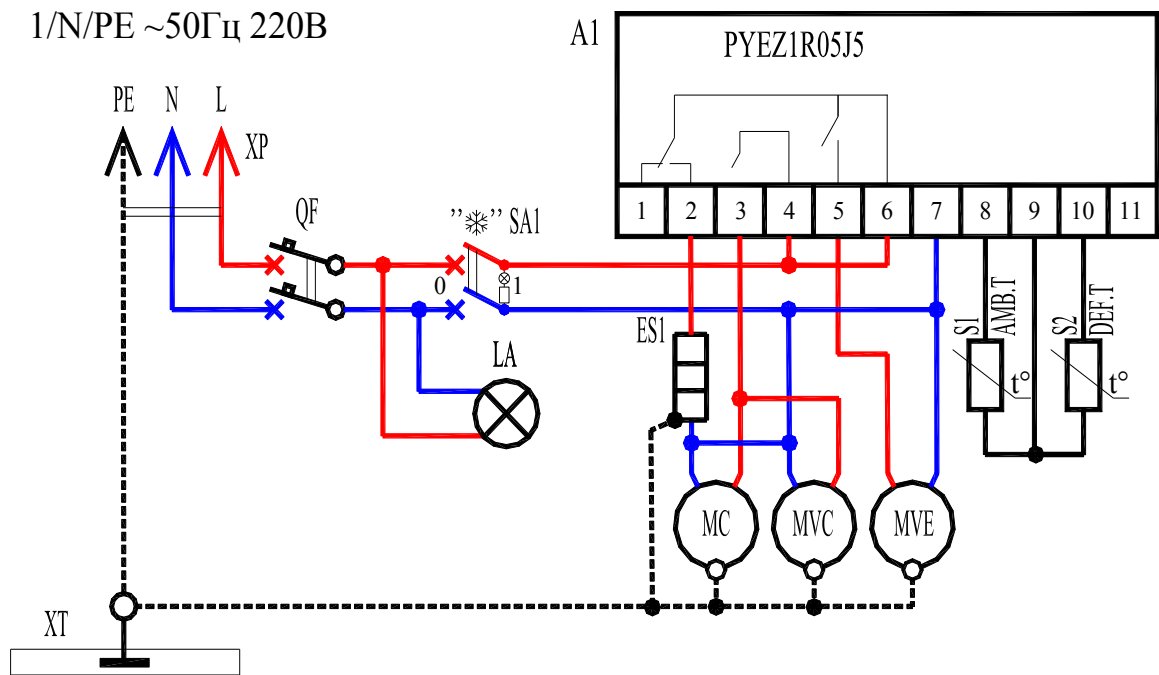 1/N/PE ~50Гц 220В
A1
PYEZ1R05J5
PE N L
XP
1 2 3 4 5 6 7 8 9 10 11
QF
"❄" SA1
0 1
ES1
LA
S1
AMB.T
t°
S2
DEE.T
t°
MC MVC MVE
XT